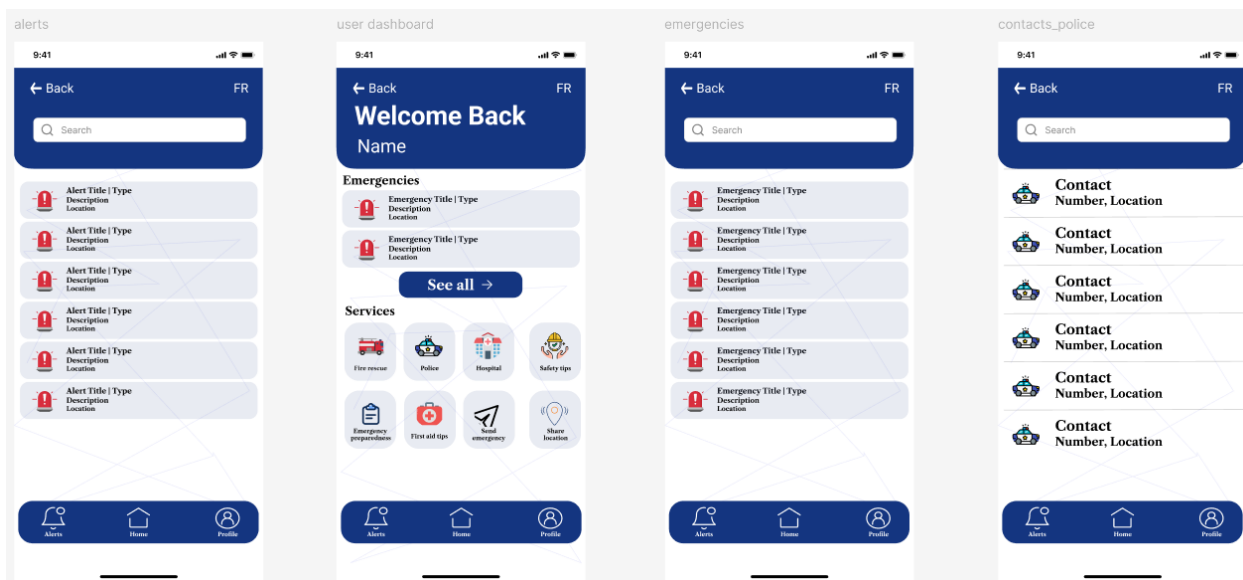 alerts
9:41
Back
FR
Search
Alert Title | Type
Description
Location
Alert Title | Type
Description
Location
Alert Title | Type
Description
Location
Alert Title | Type
Description
Location
Alert Title | Type
Description
Location
Alert Title | Type
Description
Location
Alerts
Home
Profile
user dashboard
9:41
Back
FR
Welcome Back
Name
Emergencies
Emergency Title | Type
Description
Location
Emergency Title | Type
Description
Location
See all →
Services
Fire rescue
Police
Hospital
Safety tips
Emergency
preparedness
First aid tips
Send
emergency
Share
location
Alerts
Home
Profile
emergencies
9:41
Back
FR
Search
Emergency Title | Type
Description
Location
Emergency Title | Type
Description
Location
Emergency Title | Type
Description
Location
Emergency Title | Type
Description
Location
Emergency Title | Type
Description
Location
Emergency Title | Type
Description
Location
Alerts
Home
Profile
contacts_police
9:41
Back
FR
Search
Contact
Number, Location
Contact
Number, Location
Contact
Number, Location
Contact
Number, Location
Contact
Number, Location
Contact
Number, Location
Alerts
Home
Profile